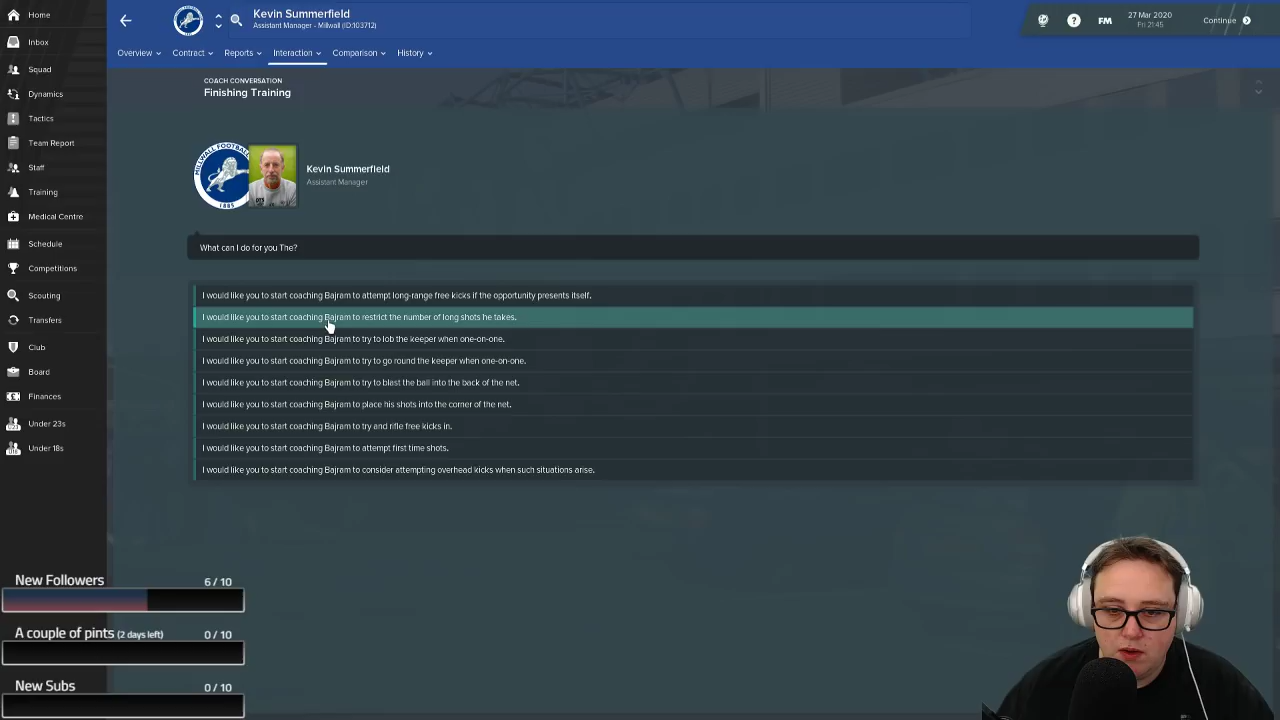 Home
Inbox
Squad
Dynamics
Tactics
Team Report
Staff
Training
Medical Centre
Schedule
Competitions
Scouting
Transfers
Club
Board
Finances
Under 23s
Under 18s
Kevin Summerfield
Assistant Manager - Millwall (ID:103712)
FM
27 Mar 2020
Fri 21:45
Continue
Overview
Contract
Reports
Interaction
Comparison
History
COACH CONVERSATION
Finishing Training
MILLWALL FOOTBALL
1885
Kevin Summerfield
Assistant Manager
What can I do for you The?
I would like you to start coaching Bajram to attempt long-range free kicks if the opportunity presents itself.
I would like you to start coaching Bajram to restrict the number of long shots he takes.
I would like you to start coaching Bajram to try to lob the keeper when one-on-one.
I would like you to start coaching Bajram to try to go round the keeper when one-on-one.
I would like you to start coaching Bajram to try to blast the ball into the back of the net.
I would like you to start coaching Bajram to place his shots into the corner of the net.
I would like you to start coaching Bajram to try and rifle free kicks in.
I would like you to start coaching Bajram to attempt first time shots.
I would like you to start coaching Bajram to consider attempting overhead kicks when such situations arise.
New Followers 6 / 10
A couple of pints (2 days left) 0 / 10
New Subs 0 / 10